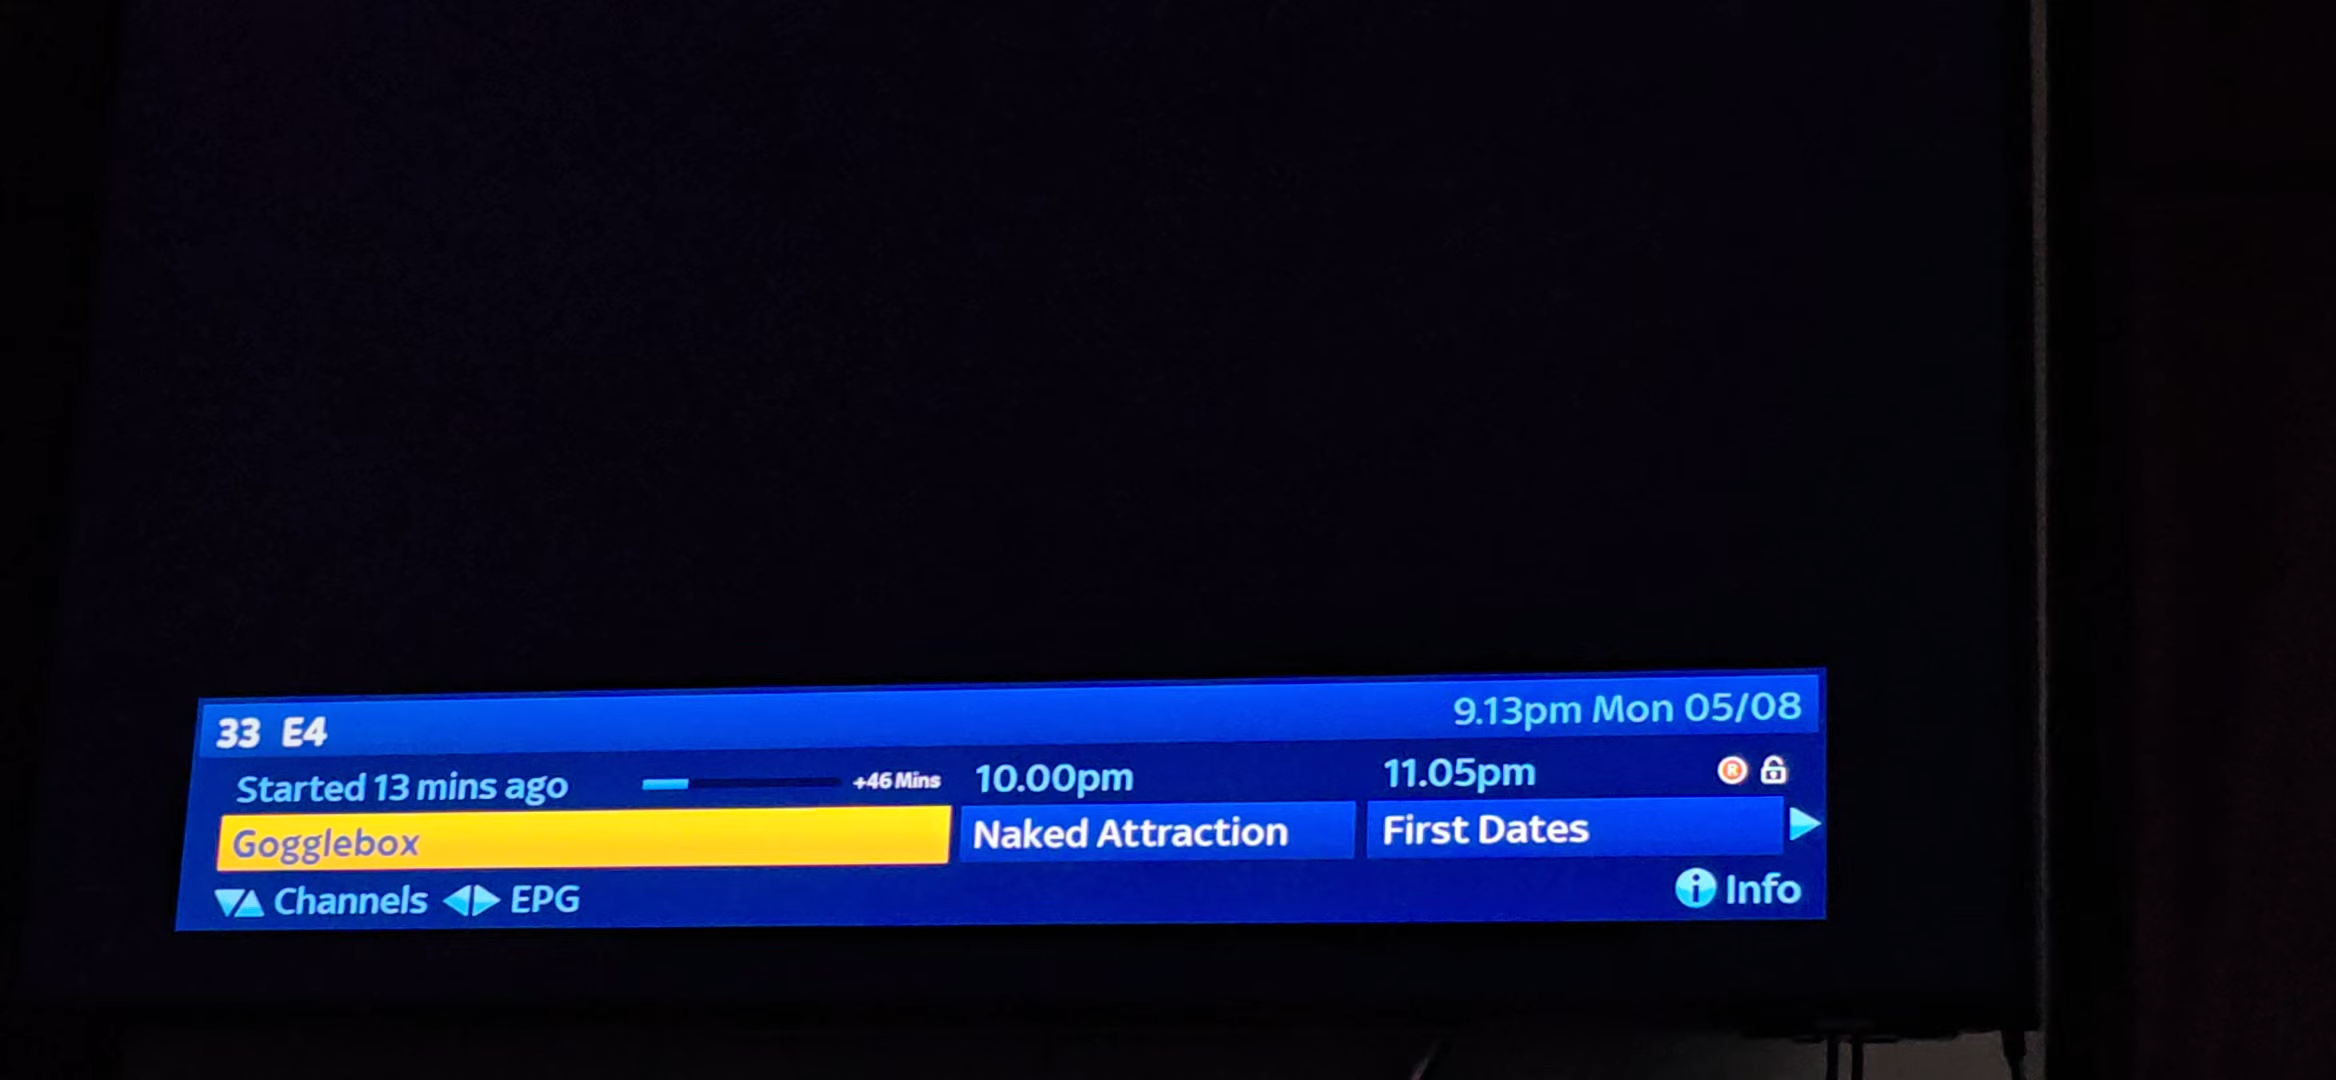 33 E4 9.13pm Mon 05/08
Started 13 mins ago +46 Mins 10.00pm 11.05pm R
Gogglebox Naked Attraction First Dates
Channels EPG i Info